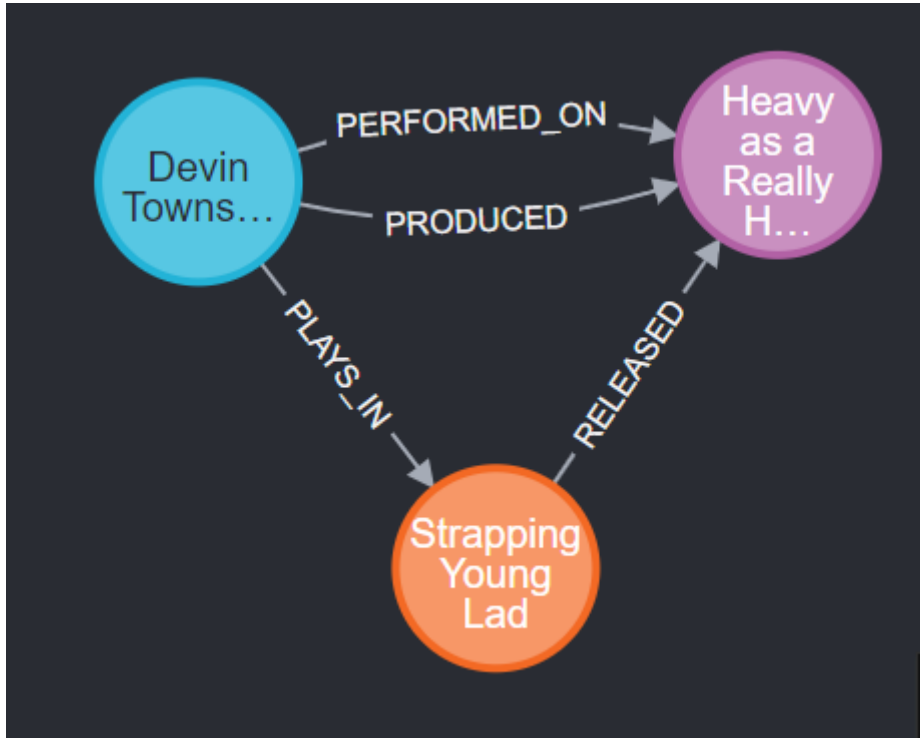 Devin
Towns...
PERFORMED_ON
PRODUCED
Heavy
as a
Really
H...
PLAYS_IN
RELEASED
Strapping
Young
Lad